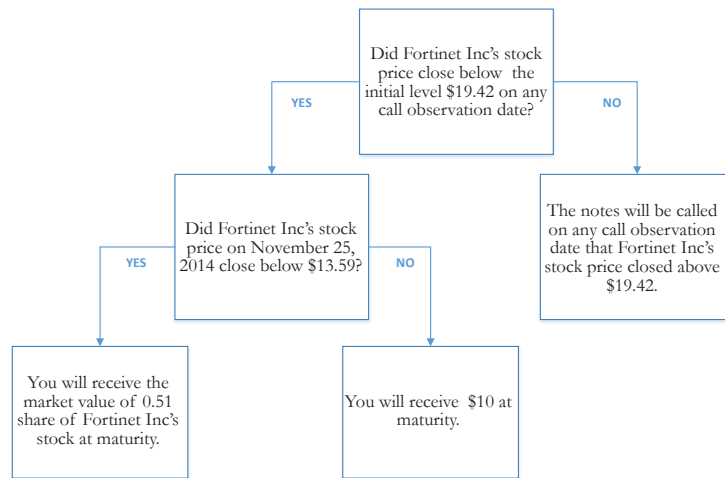 Did Fortinet Inc's stock
price close below the
initial level $19.42 on any
call observation date?
YES
NO
Did Fortinet Inc's stock
price on November 25,
2014 close below $13.59?
The notes will be called
on any call observation
date that Fortinet Inc's
stock price closed above
$19.42.
YES
NO
You will receive the
market value of 0.51
share of Fortinet Inc's
stock at maturity.
You will receive $10 at
maturity.